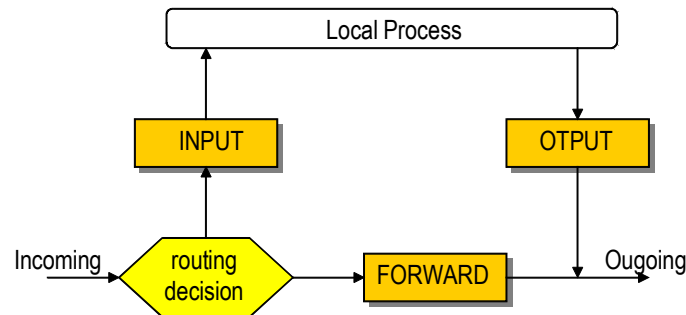 Local Process
INPUT
OTPUT
Incoming
routing
decision
FORWARD
Ougoing